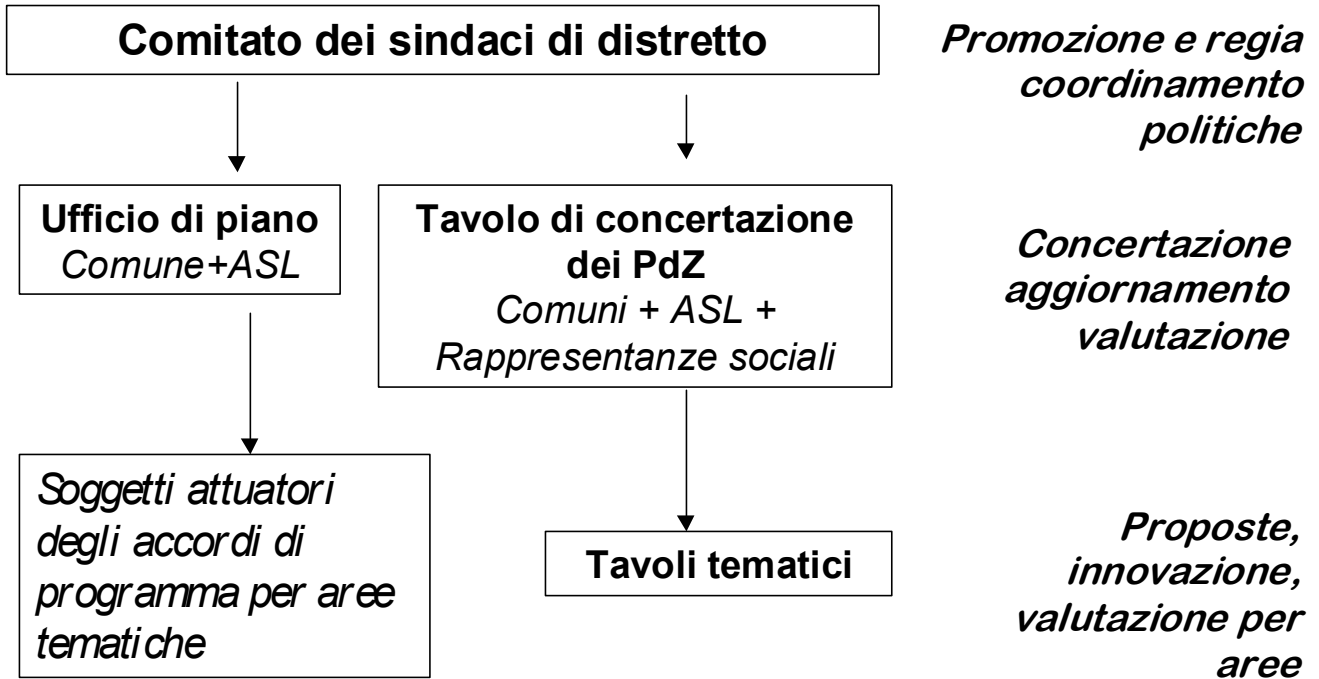 Comitato dei sindaci di distretto
Promozione e regia
coordinamento
politiche
Ufficio di piano
Comune+ASL
Tavolo di concertazione
dei PdZ
Comuni + ASL +
Rappresentanze sociali
Concertazione
aggiornamento
valutazione
Soggetti attuatori
degli accordi di
programma per aree
tematiche
Tavoli tematici
Proposte,
innovazione,
valutazione per
aree